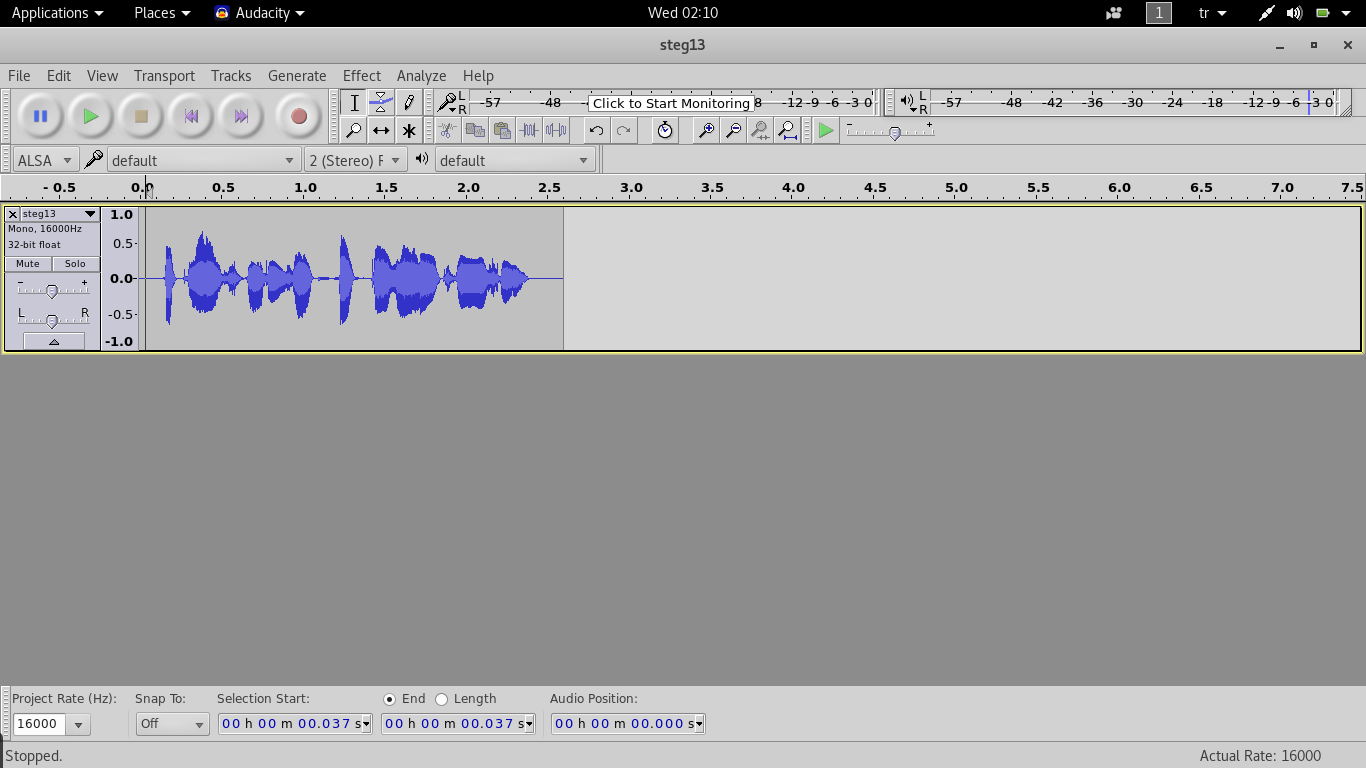 Applications Places Audacity Wed 02:10 1 tr
steg13
File Edit View Transport Tracks Generate Effect Analyze Help
L R -57 -48 Click to Start Monitoring 8 -12 -9 -6 -3 0 L R -57 -48 -42 -36 -30 -24 -18 -12 -9 -6 -3 0
- +
ALSA default 2 (Stereo) F default
- 0.5 0.0 0.5 1.0 1.5 2.0 2.5 3.0 3.5 4.0 4.5 5.0 5.5 6.0 6.5 7.0 7.5
X steg13 1.0
Mono, 16000Hz
32-bit float 0.5-
Mute Solo
0.0-
- +
L R -0.5-
-1.0
Project Rate (Hz): Snap To: Selection Start: End Length Audio Position:
16000 Off 00 h 00 m 00.037 s 00 h 00 m 00.037 s 00 h 00 m 00.000 s
Stopped. Actual Rate: 16000